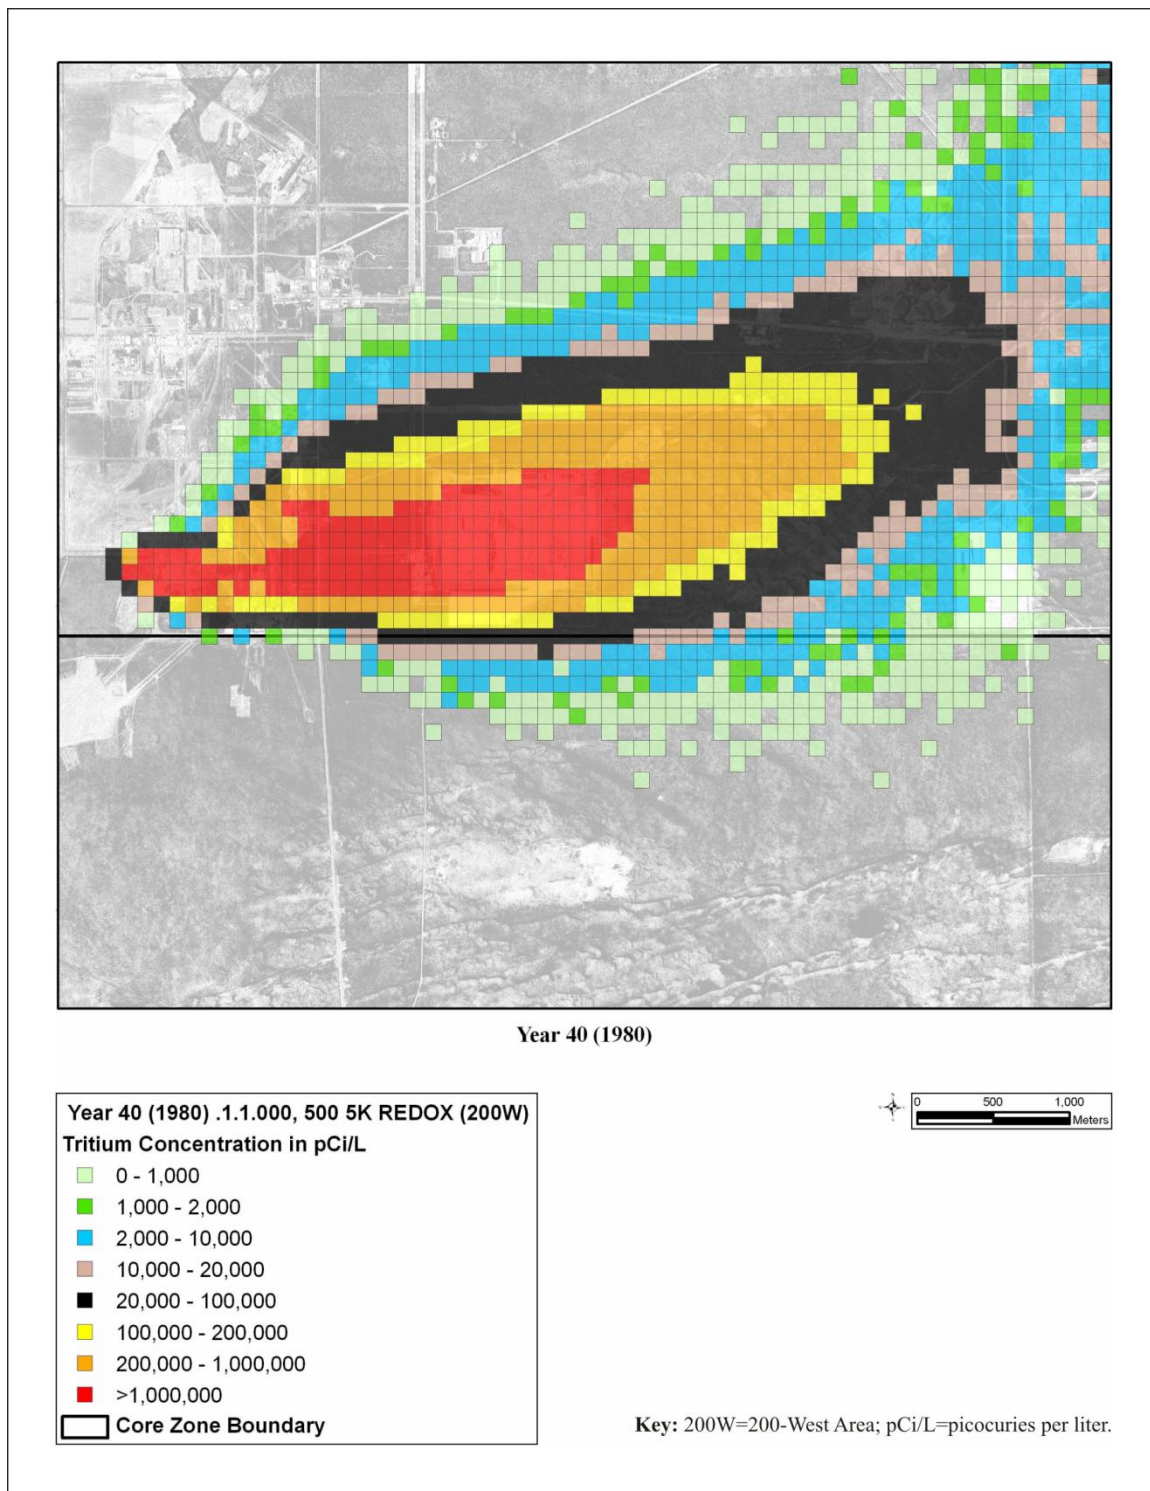 Year 40 (1980)
Year 40 (1980) .1.1.000, 500 5K REDOX (200W)
Tritium Concentration in pCi/L
0 - 1,000
1,000 - 2,000
2,000 - 10,000
10,000 - 20,000
20,000 - 100,000
100,000 - 200,000
200,000 - 1,000,000
>1,000,000
Core Zone Boundary
0 500 1,000
Meters
Key: 200W=200-West Area; pCi/L=picocuries per liter.